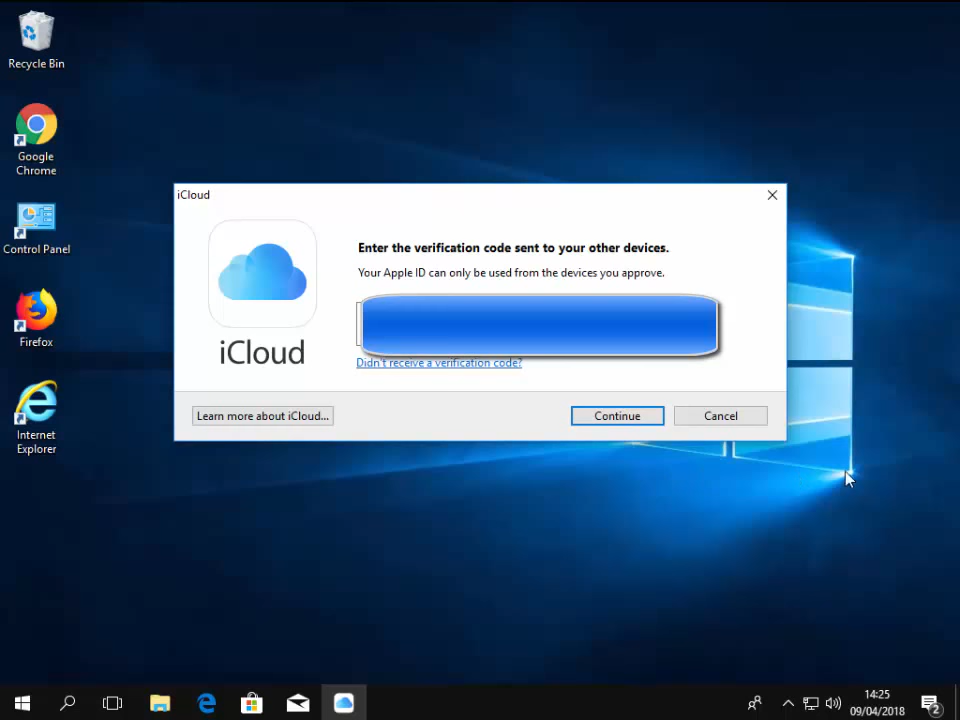 Recycle Bin
Google
Chrome
Control Panel
Firefox
Internet
Explorer
iCloud
Enter the verification code sent to your other devices.
Your Apple ID can only be used from the devices you approve.
iCloud
Didn't receive a verification code?
Learn more about iCloud...
Continue
Cancel
14:25
09/04/2018
2